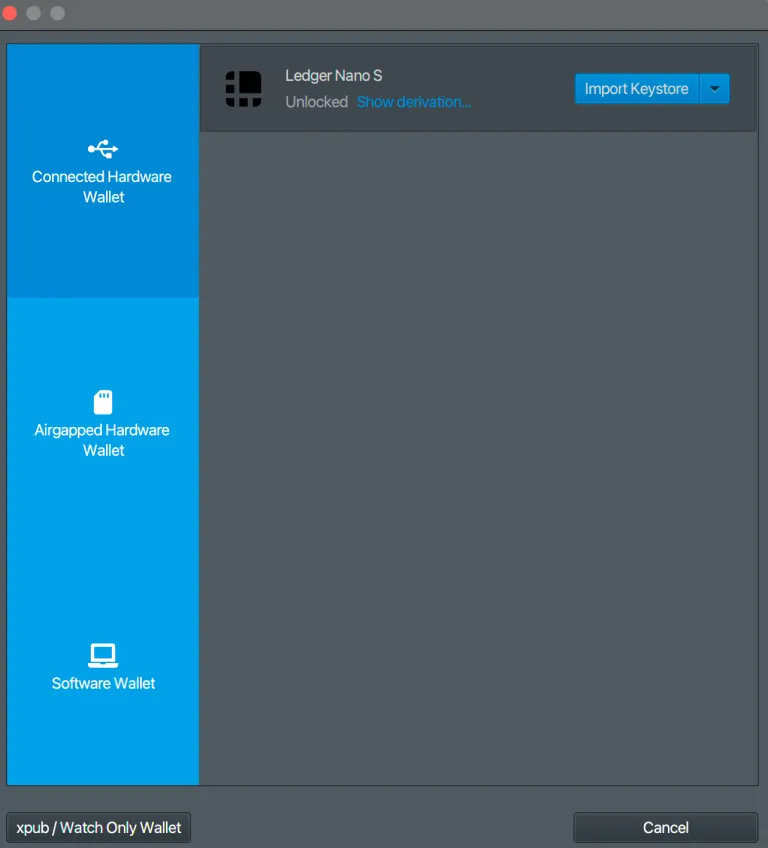 Ledger Nano S
Unlocked Show derivation...
Import Keystore
Connected Hardware
Wallet
Airgapped Hardware
Wallet
Software Wallet
xpub / Watch Only Wallet
Cancel